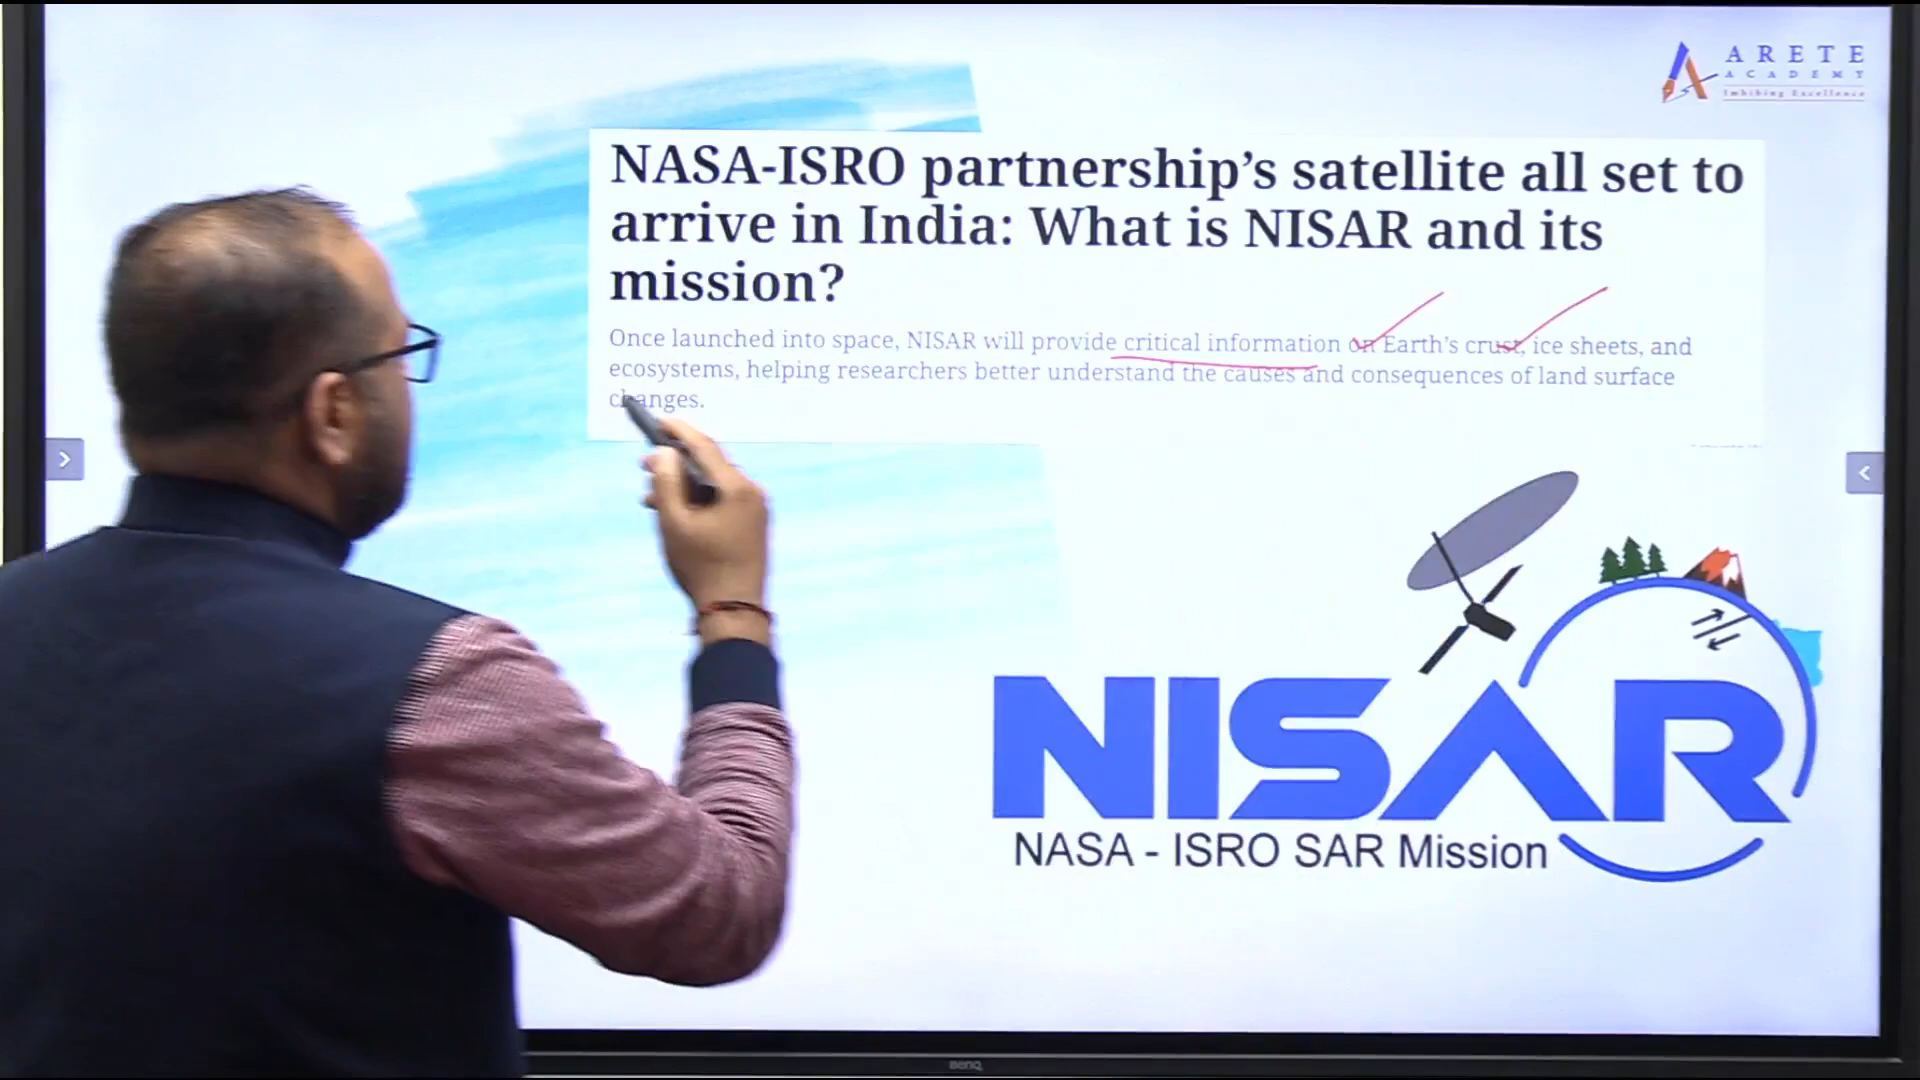 ARETE
ACADEMY
Imbibing Excellence
NASA-ISRO partnership’s satellite all set to
arrive in India: What is NISAR and its
mission?
Once launched into space, NISAR will provide critical information on Earth’s crust, ice sheets, and
ecosystems, helping researchers better understand the causes and consequences of land surface
changes.
NISAR
NASA - ISRO SAR Mission
BenQ